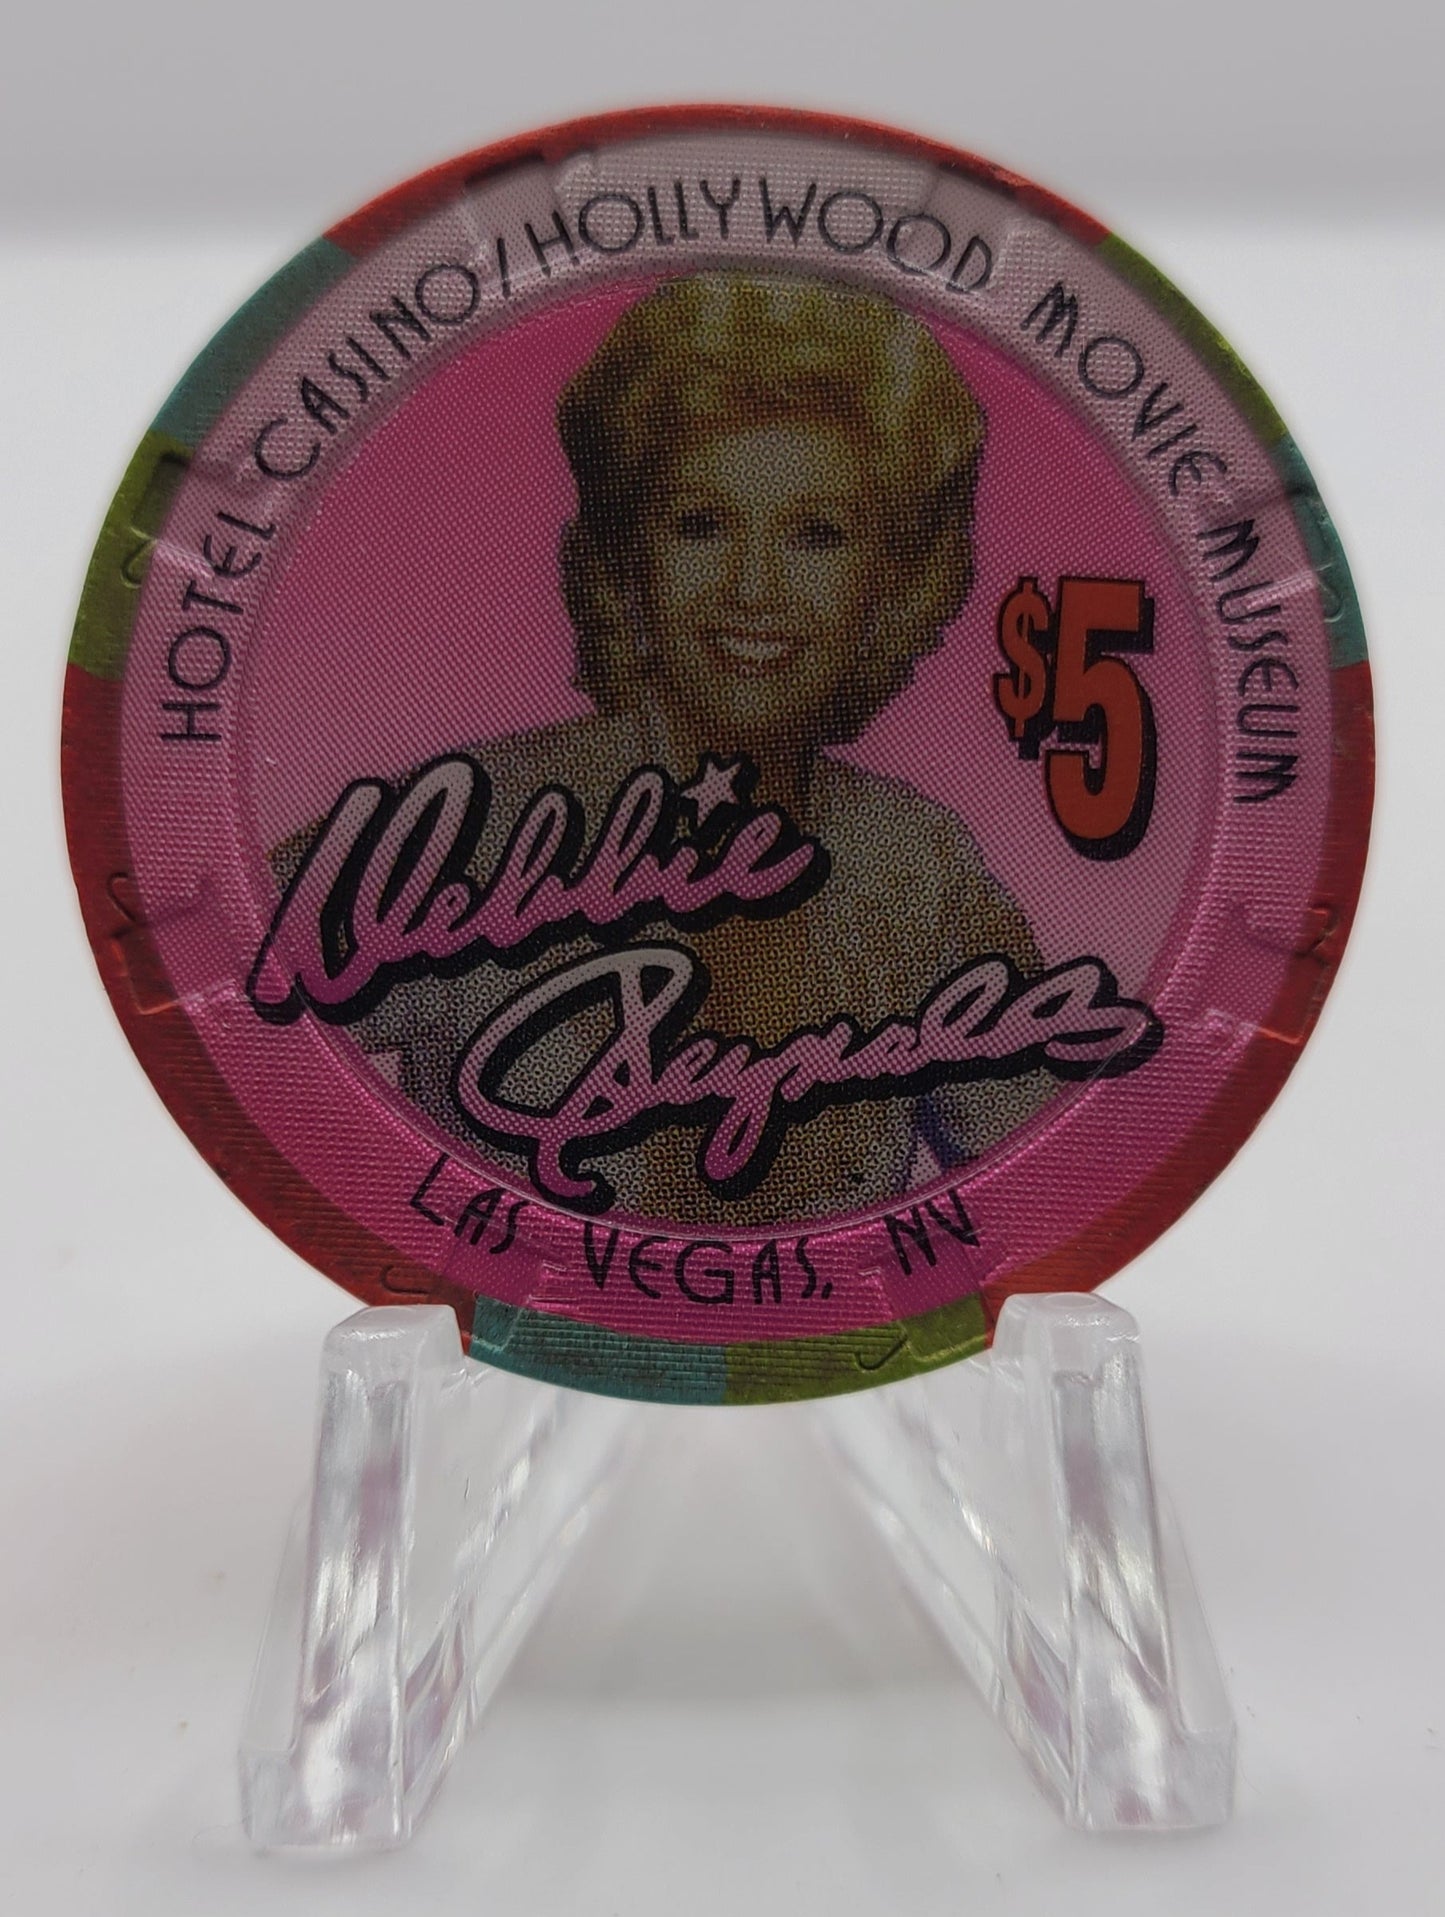 HOTEL CASINO/HOLLYWOOD MOVIE MUSEUM
$5
Debbie
Reynolds
LAS VEGAS, NV